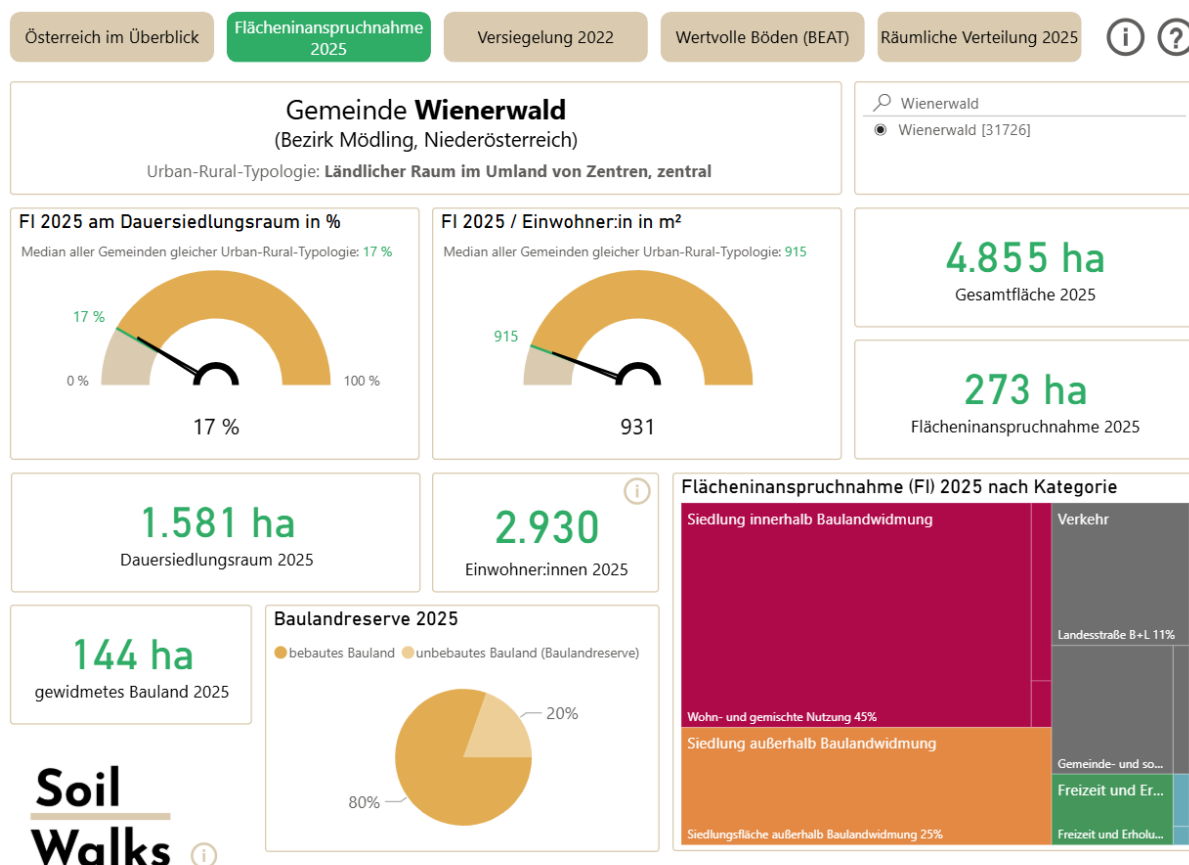 Österreich im Überblick
Flächeninanspruchnahme
2025
Versiegelung 2022
Wertvolle Böden (BEAT)
Räumliche Verteilung 2025
i
?
Gemeinde Wienerwald
(Bezirk Mödling, Niederösterreich)
Urban-Rural-Typologie: Ländlicher Raum im Umland von Zentren, zentral
Wienerwald
Wienerwald [31726]
FI 2025 am Dauersiedlungsraum in %
Median aller Gemeinden gleicher Urban-Rural-Typologie: 17 %
17 %
0 %
100 %
17 %
FI 2025 / Einwohner:in in m²
Median aller Gemeinden gleicher Urban-Rural-Typologie: 915
915
931
4.855 ha
Gesamtfläche 2025
273 ha
Flächeninanspruchnahme 2025
1.581 ha
Dauersiedlungsraum 2025
i
2.930
Einwohner:innen 2025
Flächeninanspruchnahme (FI) 2025 nach Kategorie
Siedlung innerhalb Baulandwidmung
Wohn- und gemischte Nutzung 45%
Siedlung außerhalb Baulandwidmung
Siedlungsfläche außerhalb Baulandwidmung 25%
Verkehr
Landesstraße B+L 11%
Gemeinde- und so...
Freizeit und Er...
Freizeit und Erholu...
144 ha
gewidmetes Bauland 2025
Baulandreserve 2025
bebautes Bauland
unbebautes Bauland (Baulandreserve)
20%
80%
Soil
Walks
i